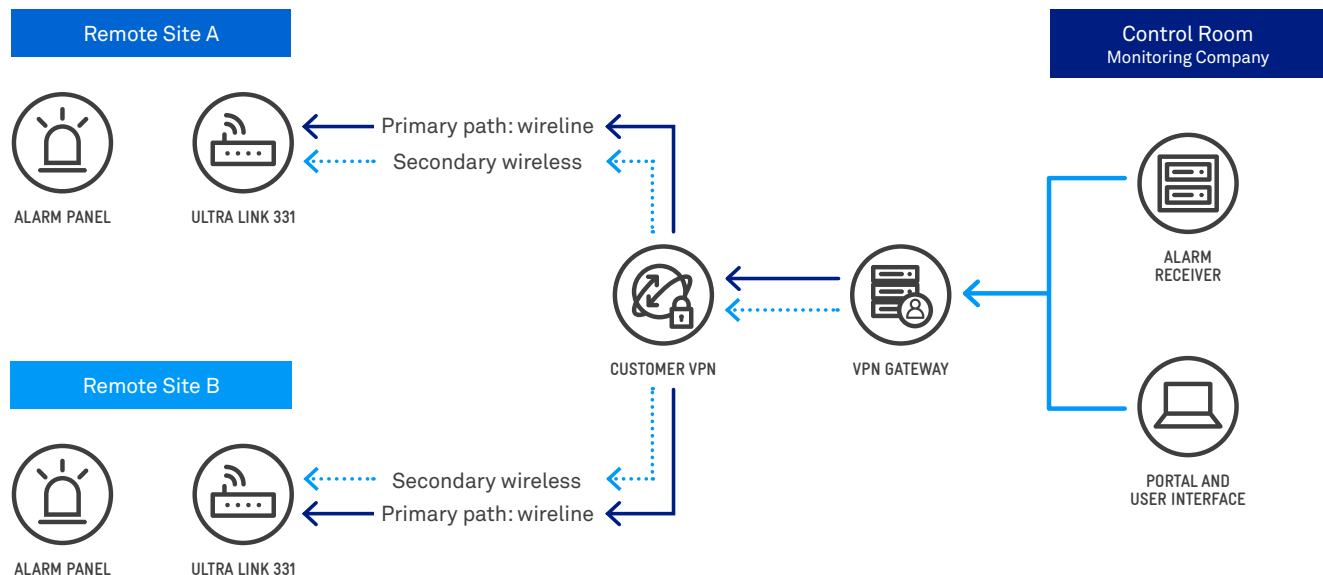 Remote Site A
Control Room
Monitoring Company
Primary path: wireline
Secondary wireless
ALARM PANEL
ULTRA LINK 331
ALARM
RECEIVER
CUSTOMER VPN
VPN GATEWAY
Remote Site B
Secondary wireless
Primary path: wireline
PORTAL AND
USER INTERFACE
ALARM PANEL
ULTRA LINK 331